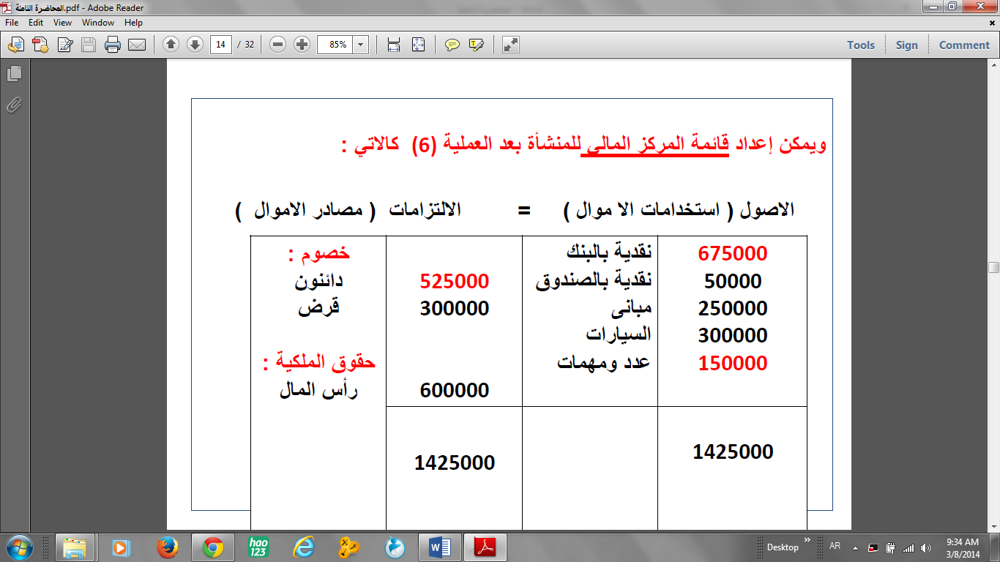 المحاضرة الثامنة.pdf - Adobe Reader
File Edit View Window Help
14 / 32 85% Tools Sign Comment
ويمكن إعداد قائمة المركز المالى للمنشأة بعد العملية (6) كالاتي :
الاصول ( استخدامات الا موال ) = الالتزامات ( مصادر الاموال )
675000 نقدية بالبنك خصوم :
50000 نقدية بالصندوق 525000 دائنون
250000 مبانى 300000 قرض
300000 السيارات
150000 عدد ومهمات حقوق الملكية :
600000 رأس المال
1425000 1425000
hao
123
W
Desktop
AR
9:34 AM
3/8/2014